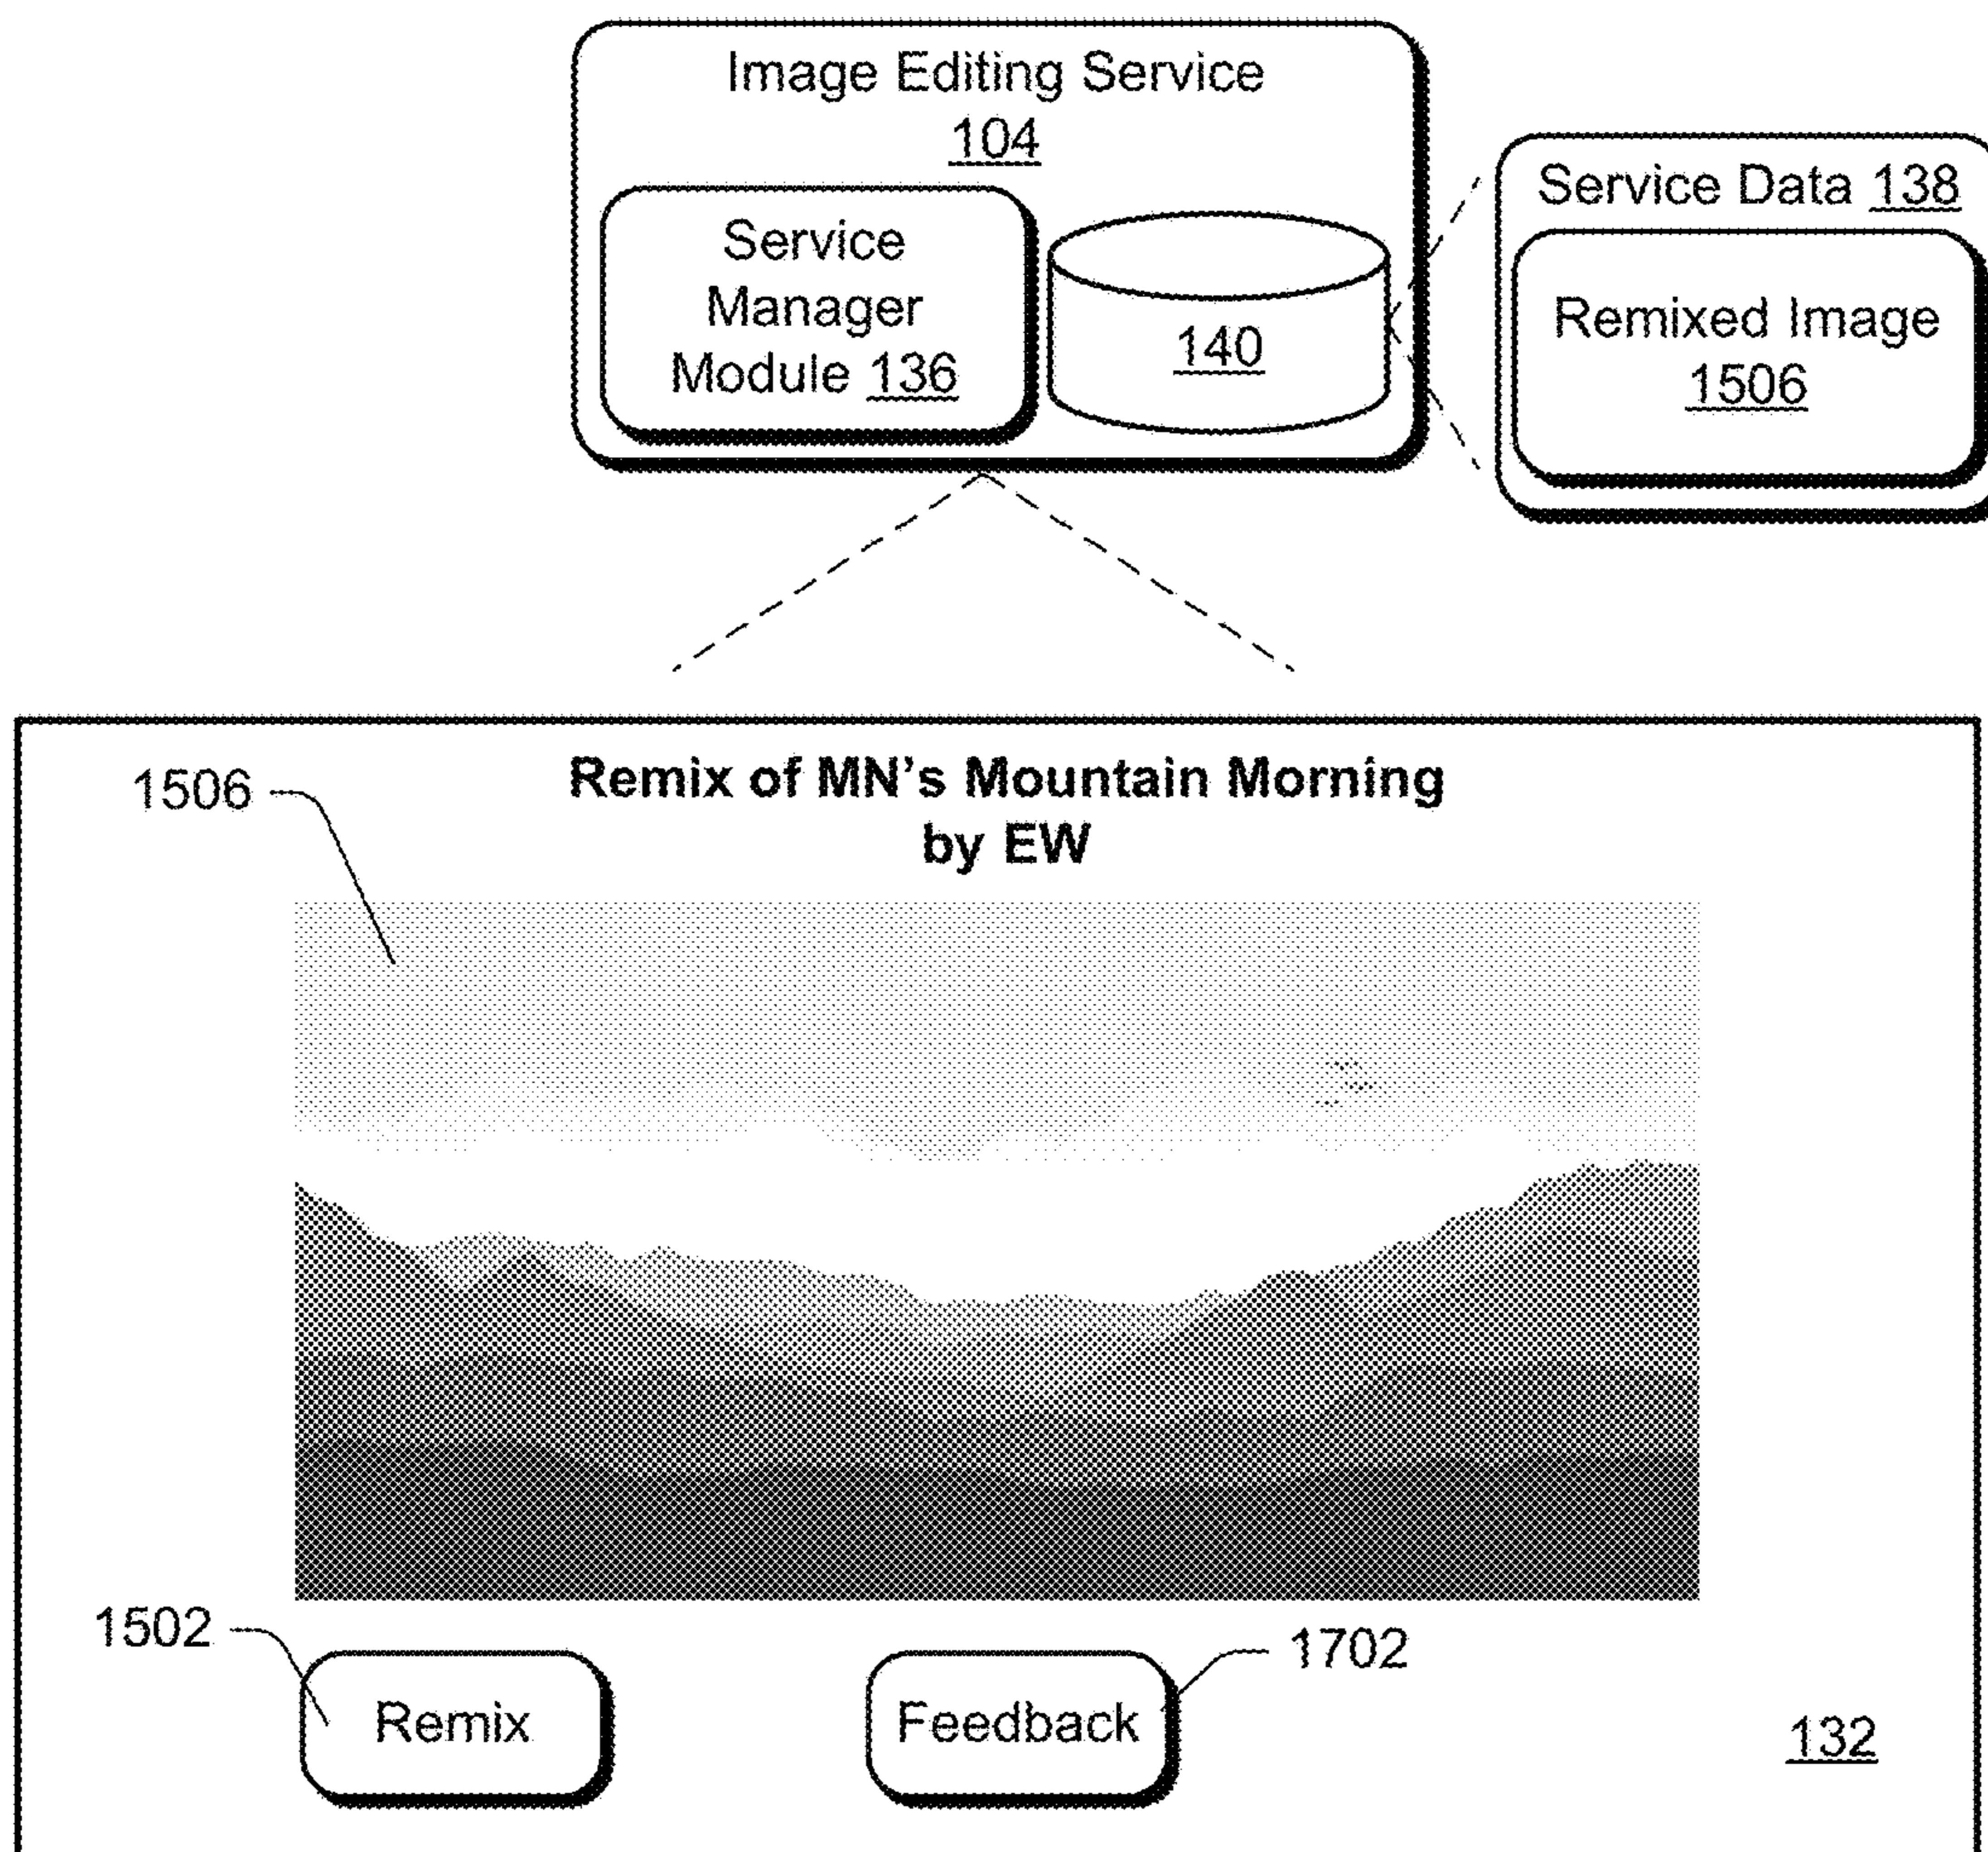 Image Editing Service
104
Service
Manager
Module 136
140
Service Data 138
Remixed Image
1506
Remix of MN's Mountain Morning
by EW
1506
1502
Remix
Feedback
1702
132